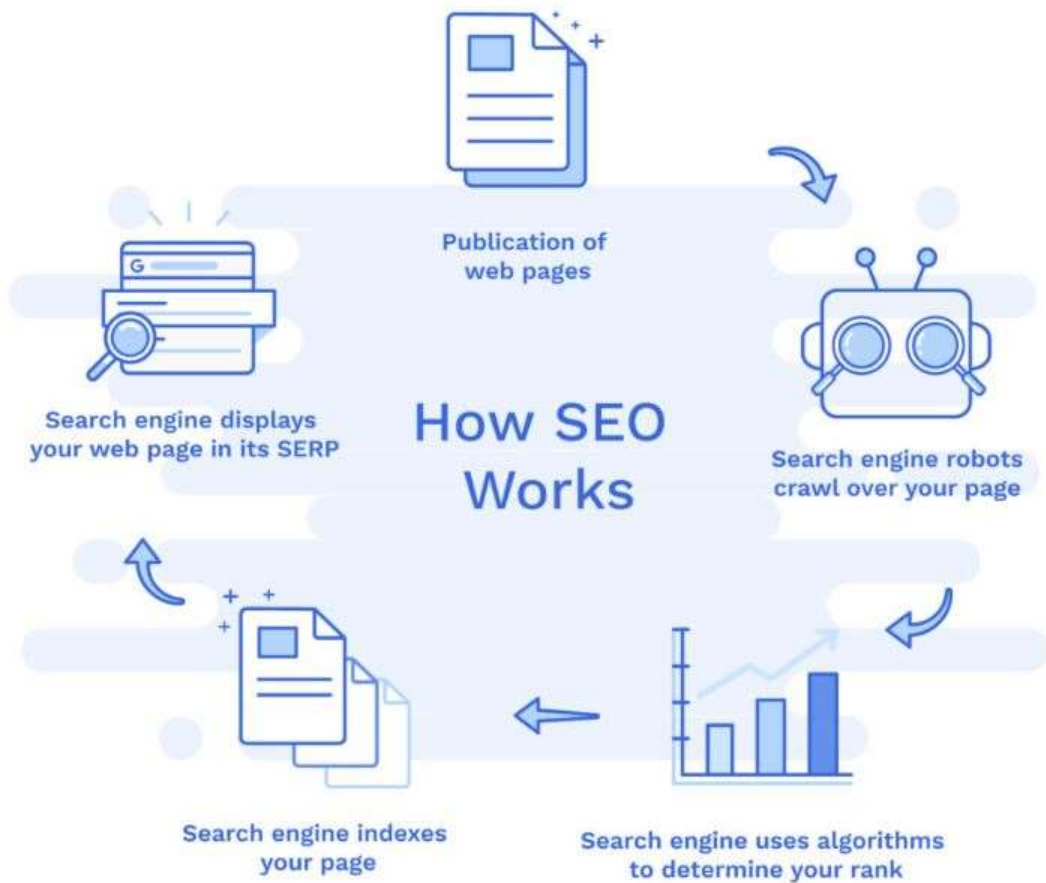 Publication of
web pages
G
Search engine displays
your web page in its SERP
How SEO
Works
Search engine robots
crawl over your page
Search engine indexes
your page
Search engine uses algorithms
to determine your rank